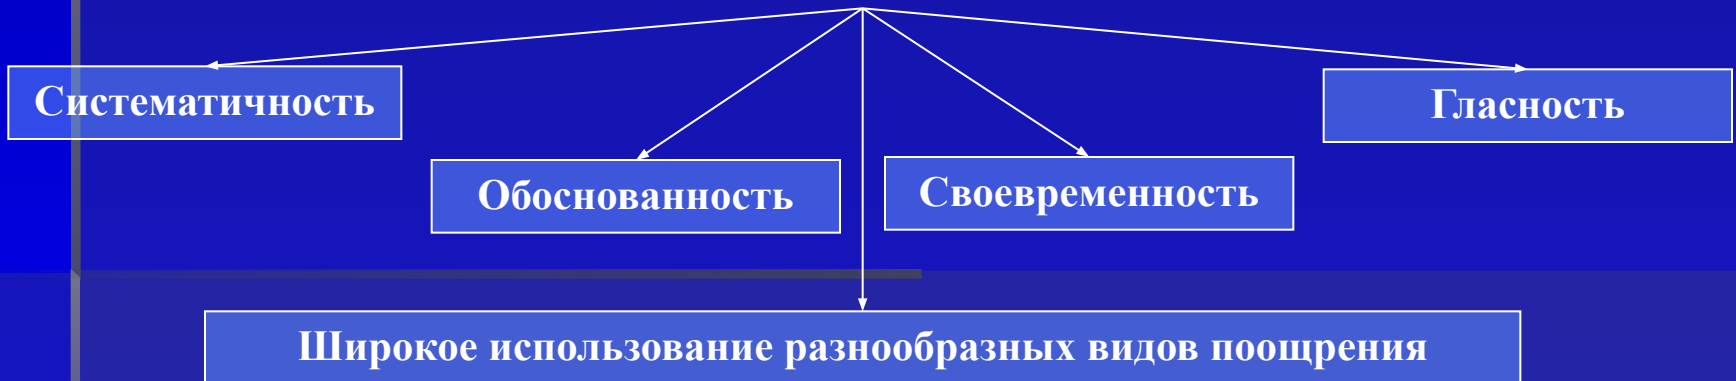 Систематичность
Гласность
Обоснованность
Своевременность
Широкое использование разнообразных видов поощрения